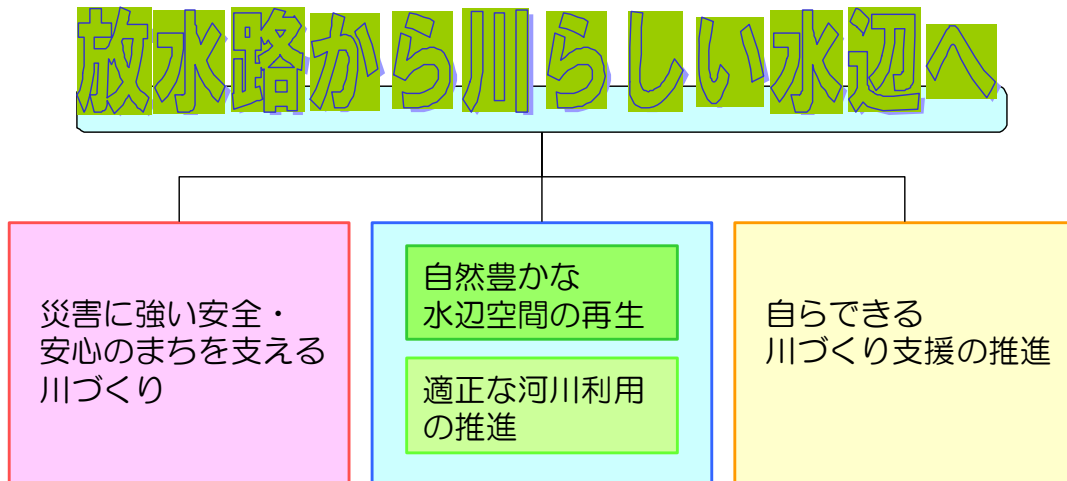 放水路から川らしい水辺へ
災害に強い安全・
安心のまちを支える
川づくり
自然豊かな
水辺空間の再生
適正な河川利用
の推進
自らできる
川づくり支援の推進